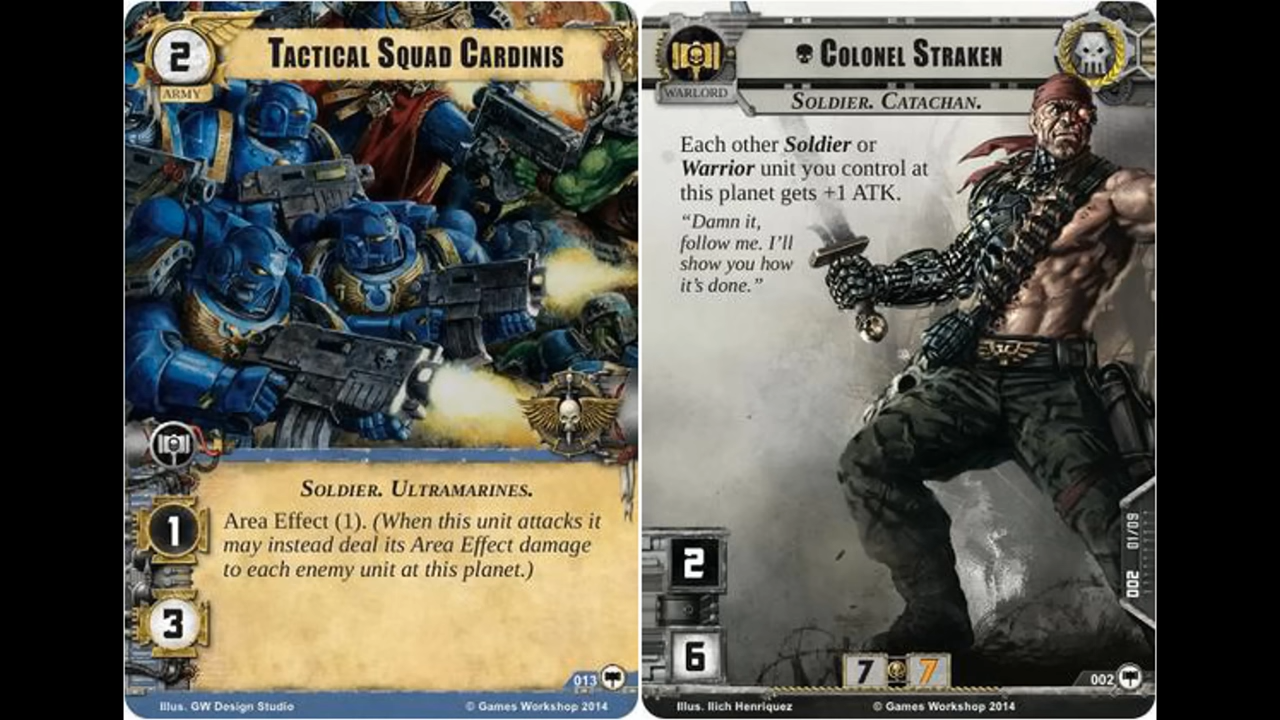 2
ARMY
TACTICAL SQUAD CARDINIS
SOLDIER. ULTRAMARINES.
1
Area Effect (1). (When this unit attacks it
may instead deal its Area Effect damage
to each enemy unit at this planet.)
3
013
Illus. GW Design Studio
© Games Workshop 2014
WARLORD
COLONEL STRAKEN
SOLDIER. CATACHAN.
Each other Soldier or
Warrior unit you control at
this planet gets +1 ATK.
“Damn it,
follow me. I’ll
show you how
it’s done.”
002 01/09
2
6
7 7
002
Illus. Ilich Henriquez
© Games Workshop 2014